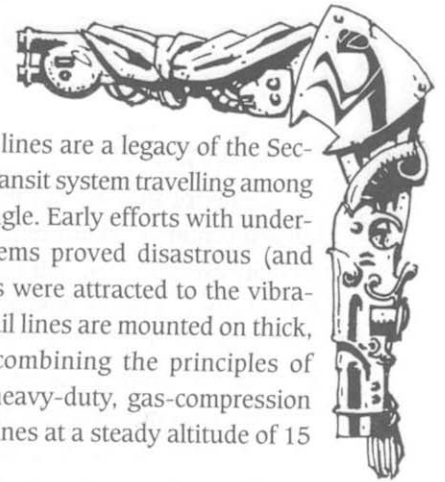 lines are a legacy of the Sec-
ansit system travelling among
gle. Early efforts with under-
ems proved disastrous (and
s were attracted to the vibra-
il lines are mounted on thick,
combining the principles of
eavy-duty, gas-compression
nes at a steady altitude of 15